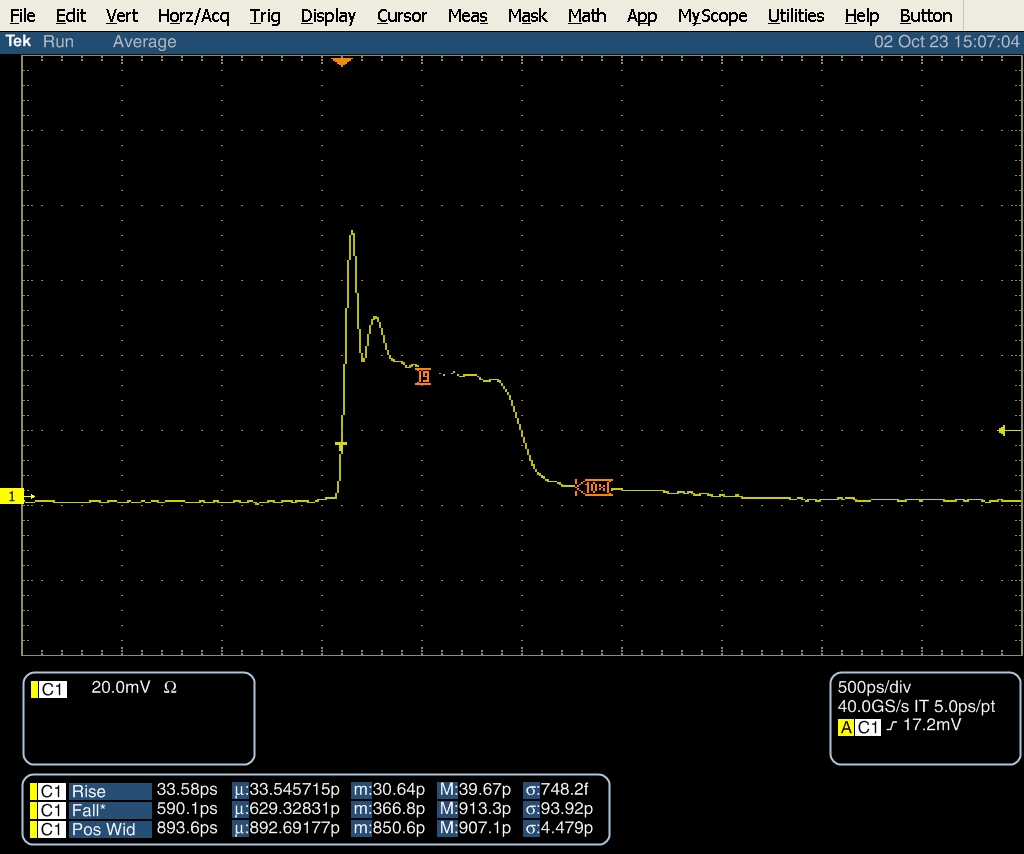 File Edit Vert Horz/Acq Trig Display Cursor Meas Mask Math App MyScope Utilities Help Button
Tek Run Average 02 Oct 23 15:07:04
1
C1 20.0mV Ω
500ps/div
40.0GS/s IT 5.0ps/pt
A C1 17.2mV
C1 Rise 33.58ps µ:33.545715p m:30.64p M:39.67p σ:748.2f
C1 Fall* 590.1ps µ:629.32831p m:366.8p M:913.3p σ:93.92p
C1 Pos Wid 893.6ps µ:892.69177p m:850.6p M:907.1p σ:4.479p